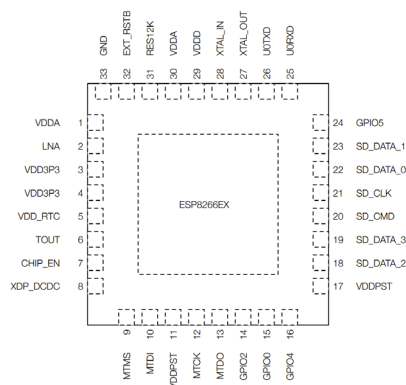 GND
EXT_RSTB
RES12K
VDDA
VDDD
XTAL_IN
XTAL_OUT
U0TXD
U0RXD
33
32
31
30
29
28
27
26
25
VDDA 1
LNA 2
VDD3P3 3
VDD3P3 4
VDD_RTC 5
TOUT 6
CHIP_EN 7
XDP_DCDC 8
ESP8266EX
24 GPIO5
23 SD_DATA_1
22 SD_DATA_0
21 SD_CLK
20 SD_CMD
19 SD_DATA_3
18 SD_DATA_2
17 VDDPST
9
10
11
12
13
14
15
16
MTMS
MTDI
VDDPST
MTCK
MTDO
GPIO2
GPIO0
GPIO4